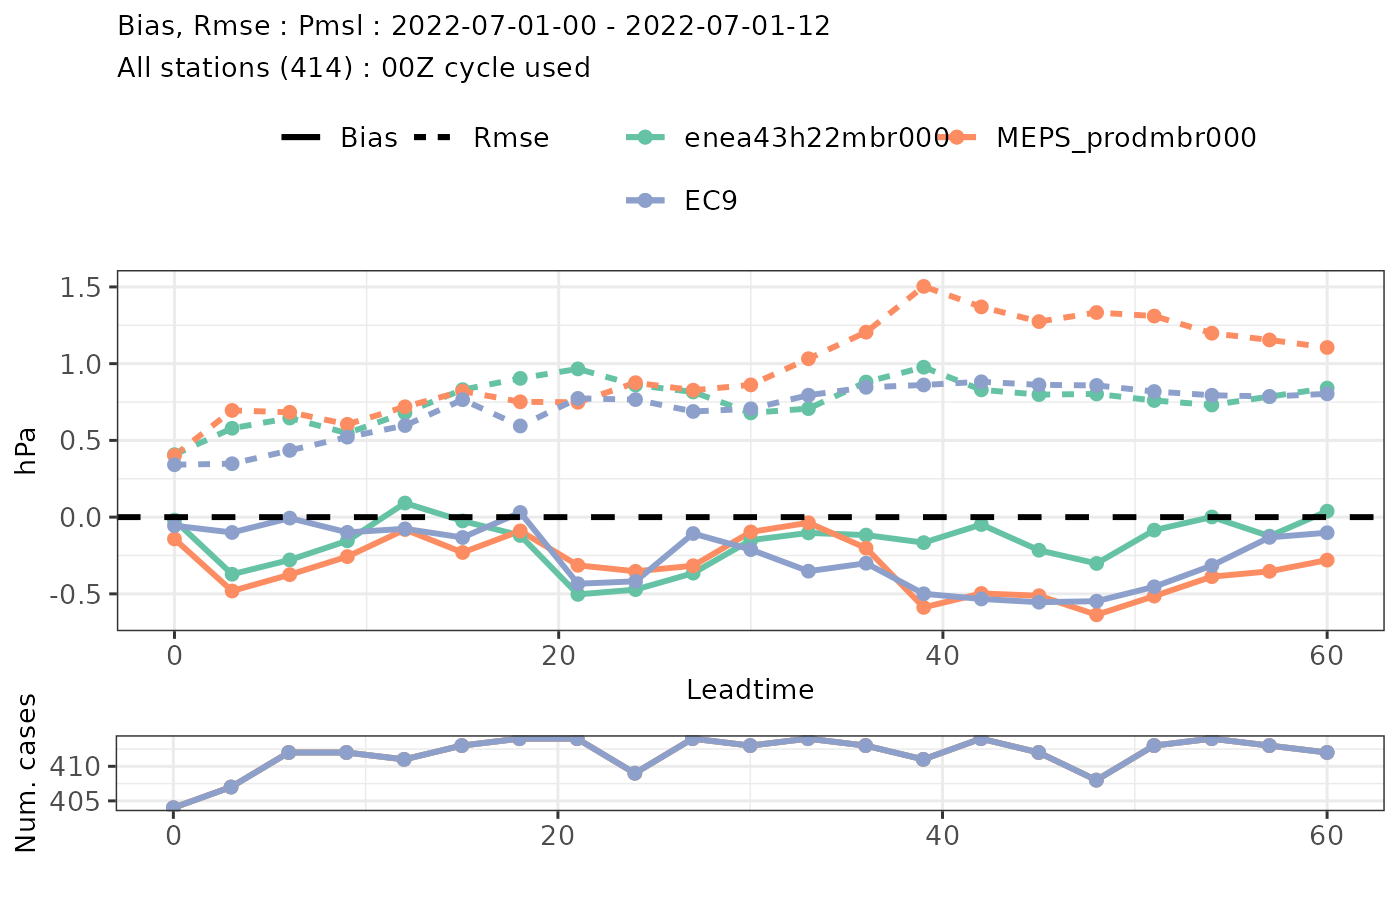 Bias, Rmse : Pmsl : 2022-07-01-00 - 2022-07-01-12
All stations (414) : 00Z cycle used
Bias Rmse enea43h22mbr000 MEPS_prodmbr000
EC9
1.5
1.0
0.5
0.0
-0.5
hPa
0 20 40 60
Leadtime
410
405
Num. cases
0 20 40 60